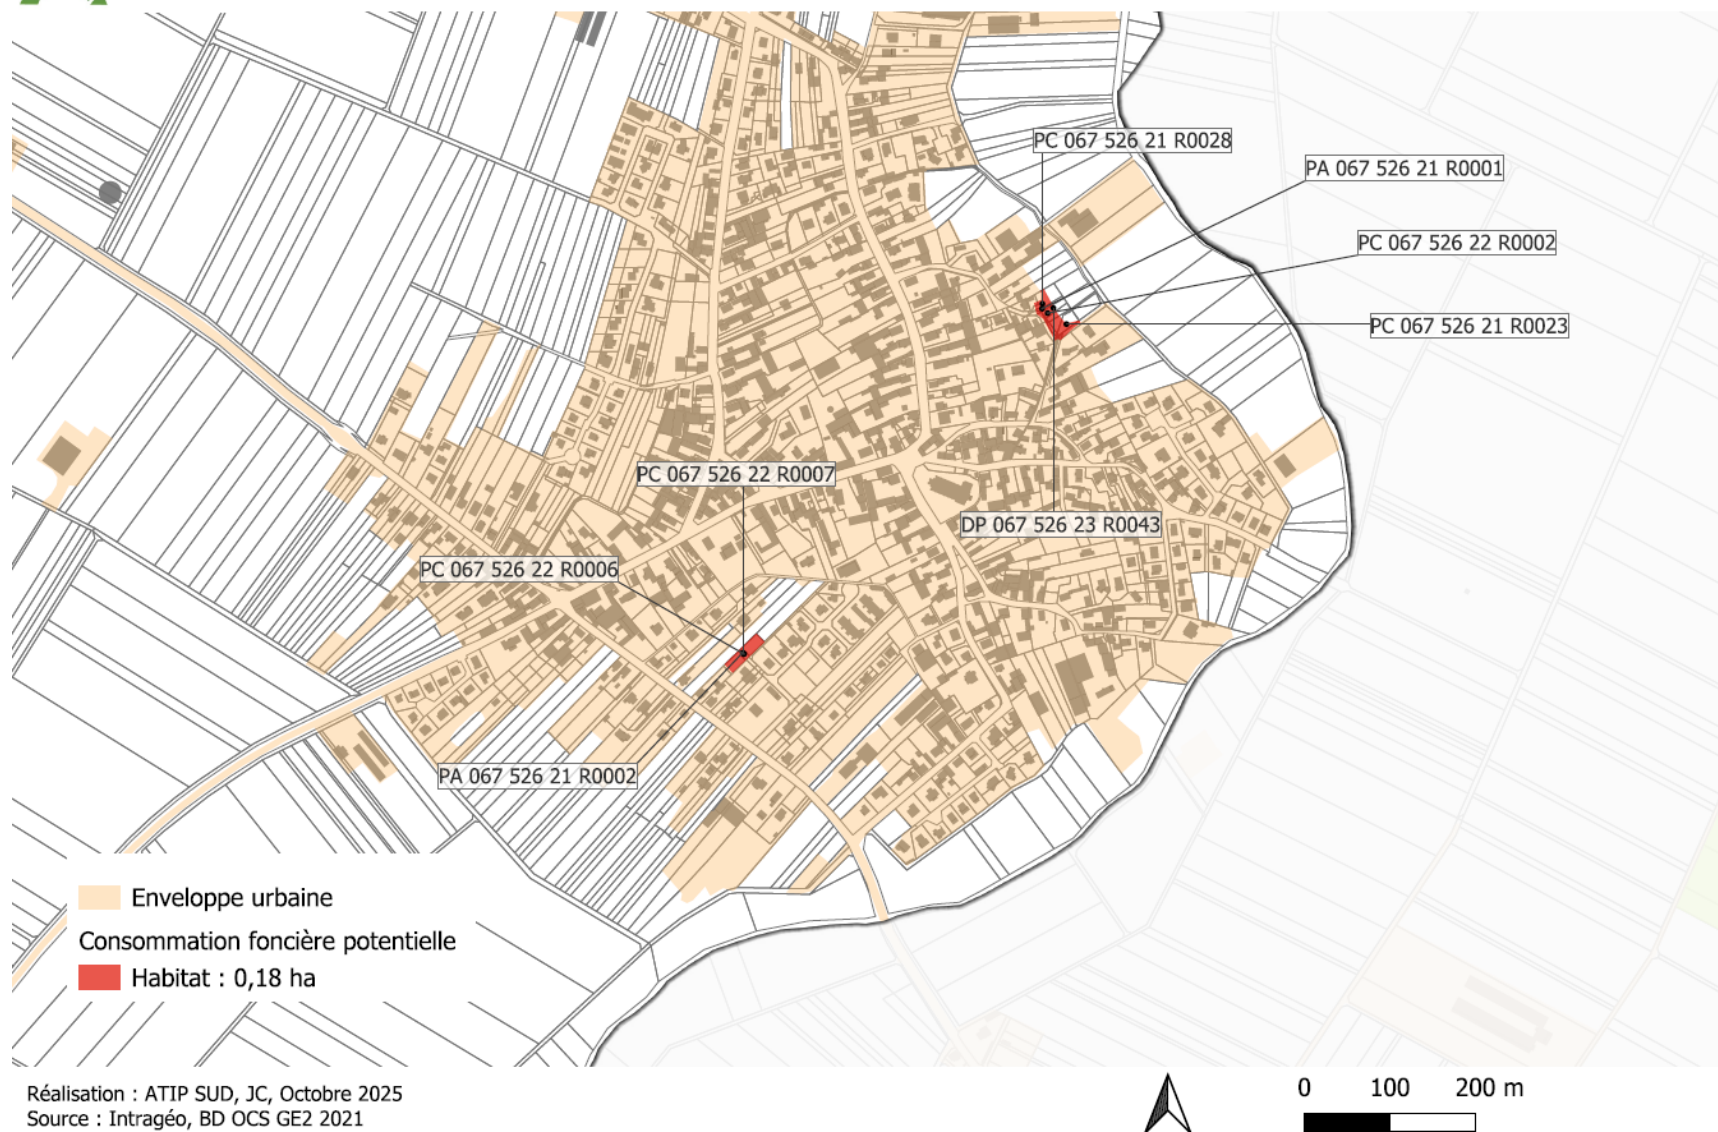 PC 067 526 21 R0028
PA 067 526 21 R0001
PC 067 526 22 R0002
PC 067 526 21 R0023
PC 067 526 22 R0007
DP 067 526 23 R0043
PC 067 526 22 R0006
PA 067 526 21 R0002
Enveloppe urbaine
Consommation foncière potentielle
Habitat : 0,18 ha
Réalisation : ATIP SUD, JC, Octobre 2025
Source : Intragéo, BD OCS GE2 2021
0 100 200 m